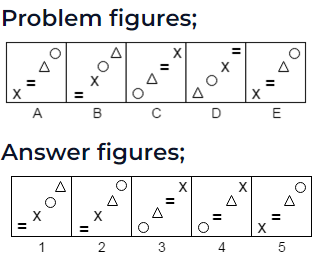 Problem figures;
X = △ ○
= X ○ △
○ △ = X
△ ○ X =
X = △ ○
A B C D E
Answer figures;
= X ○ △
= X △ ○
○ △ = X
○ = △ X
X = △ ○
1 2 3 4 5